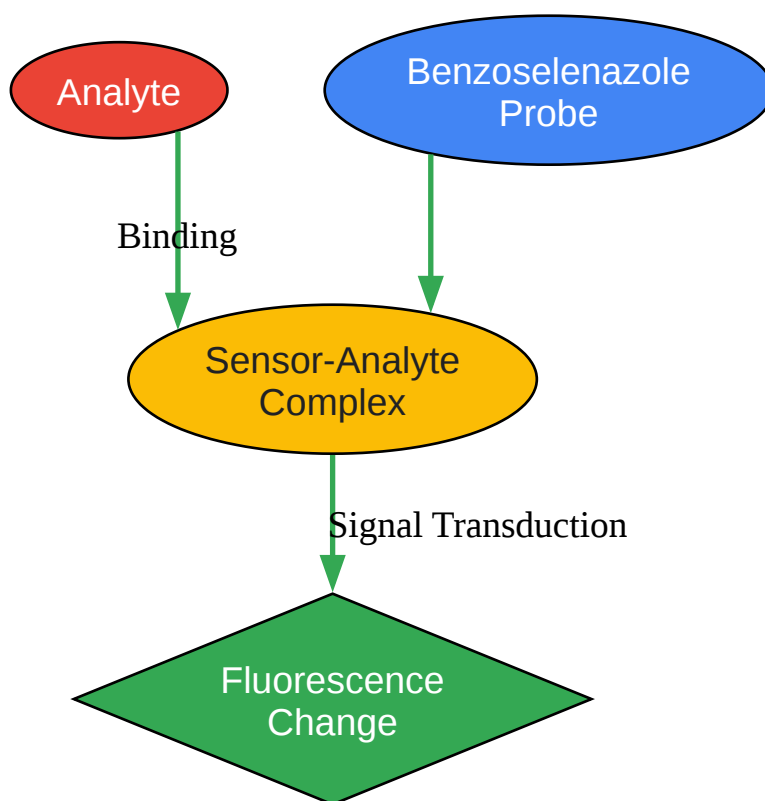 Analyte
Benzoselenazole
Probe
Binding
Sensor-Analyte
Complex
Signal Transduction
Fluorescence
Change